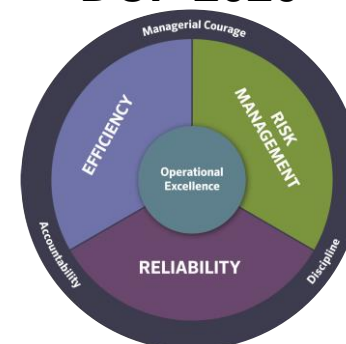 Managerial Courage
EFFICIENCY
RISK
MANAGEMENT
Operational
Excellence
RELIABILITY
Accountability
Discipline